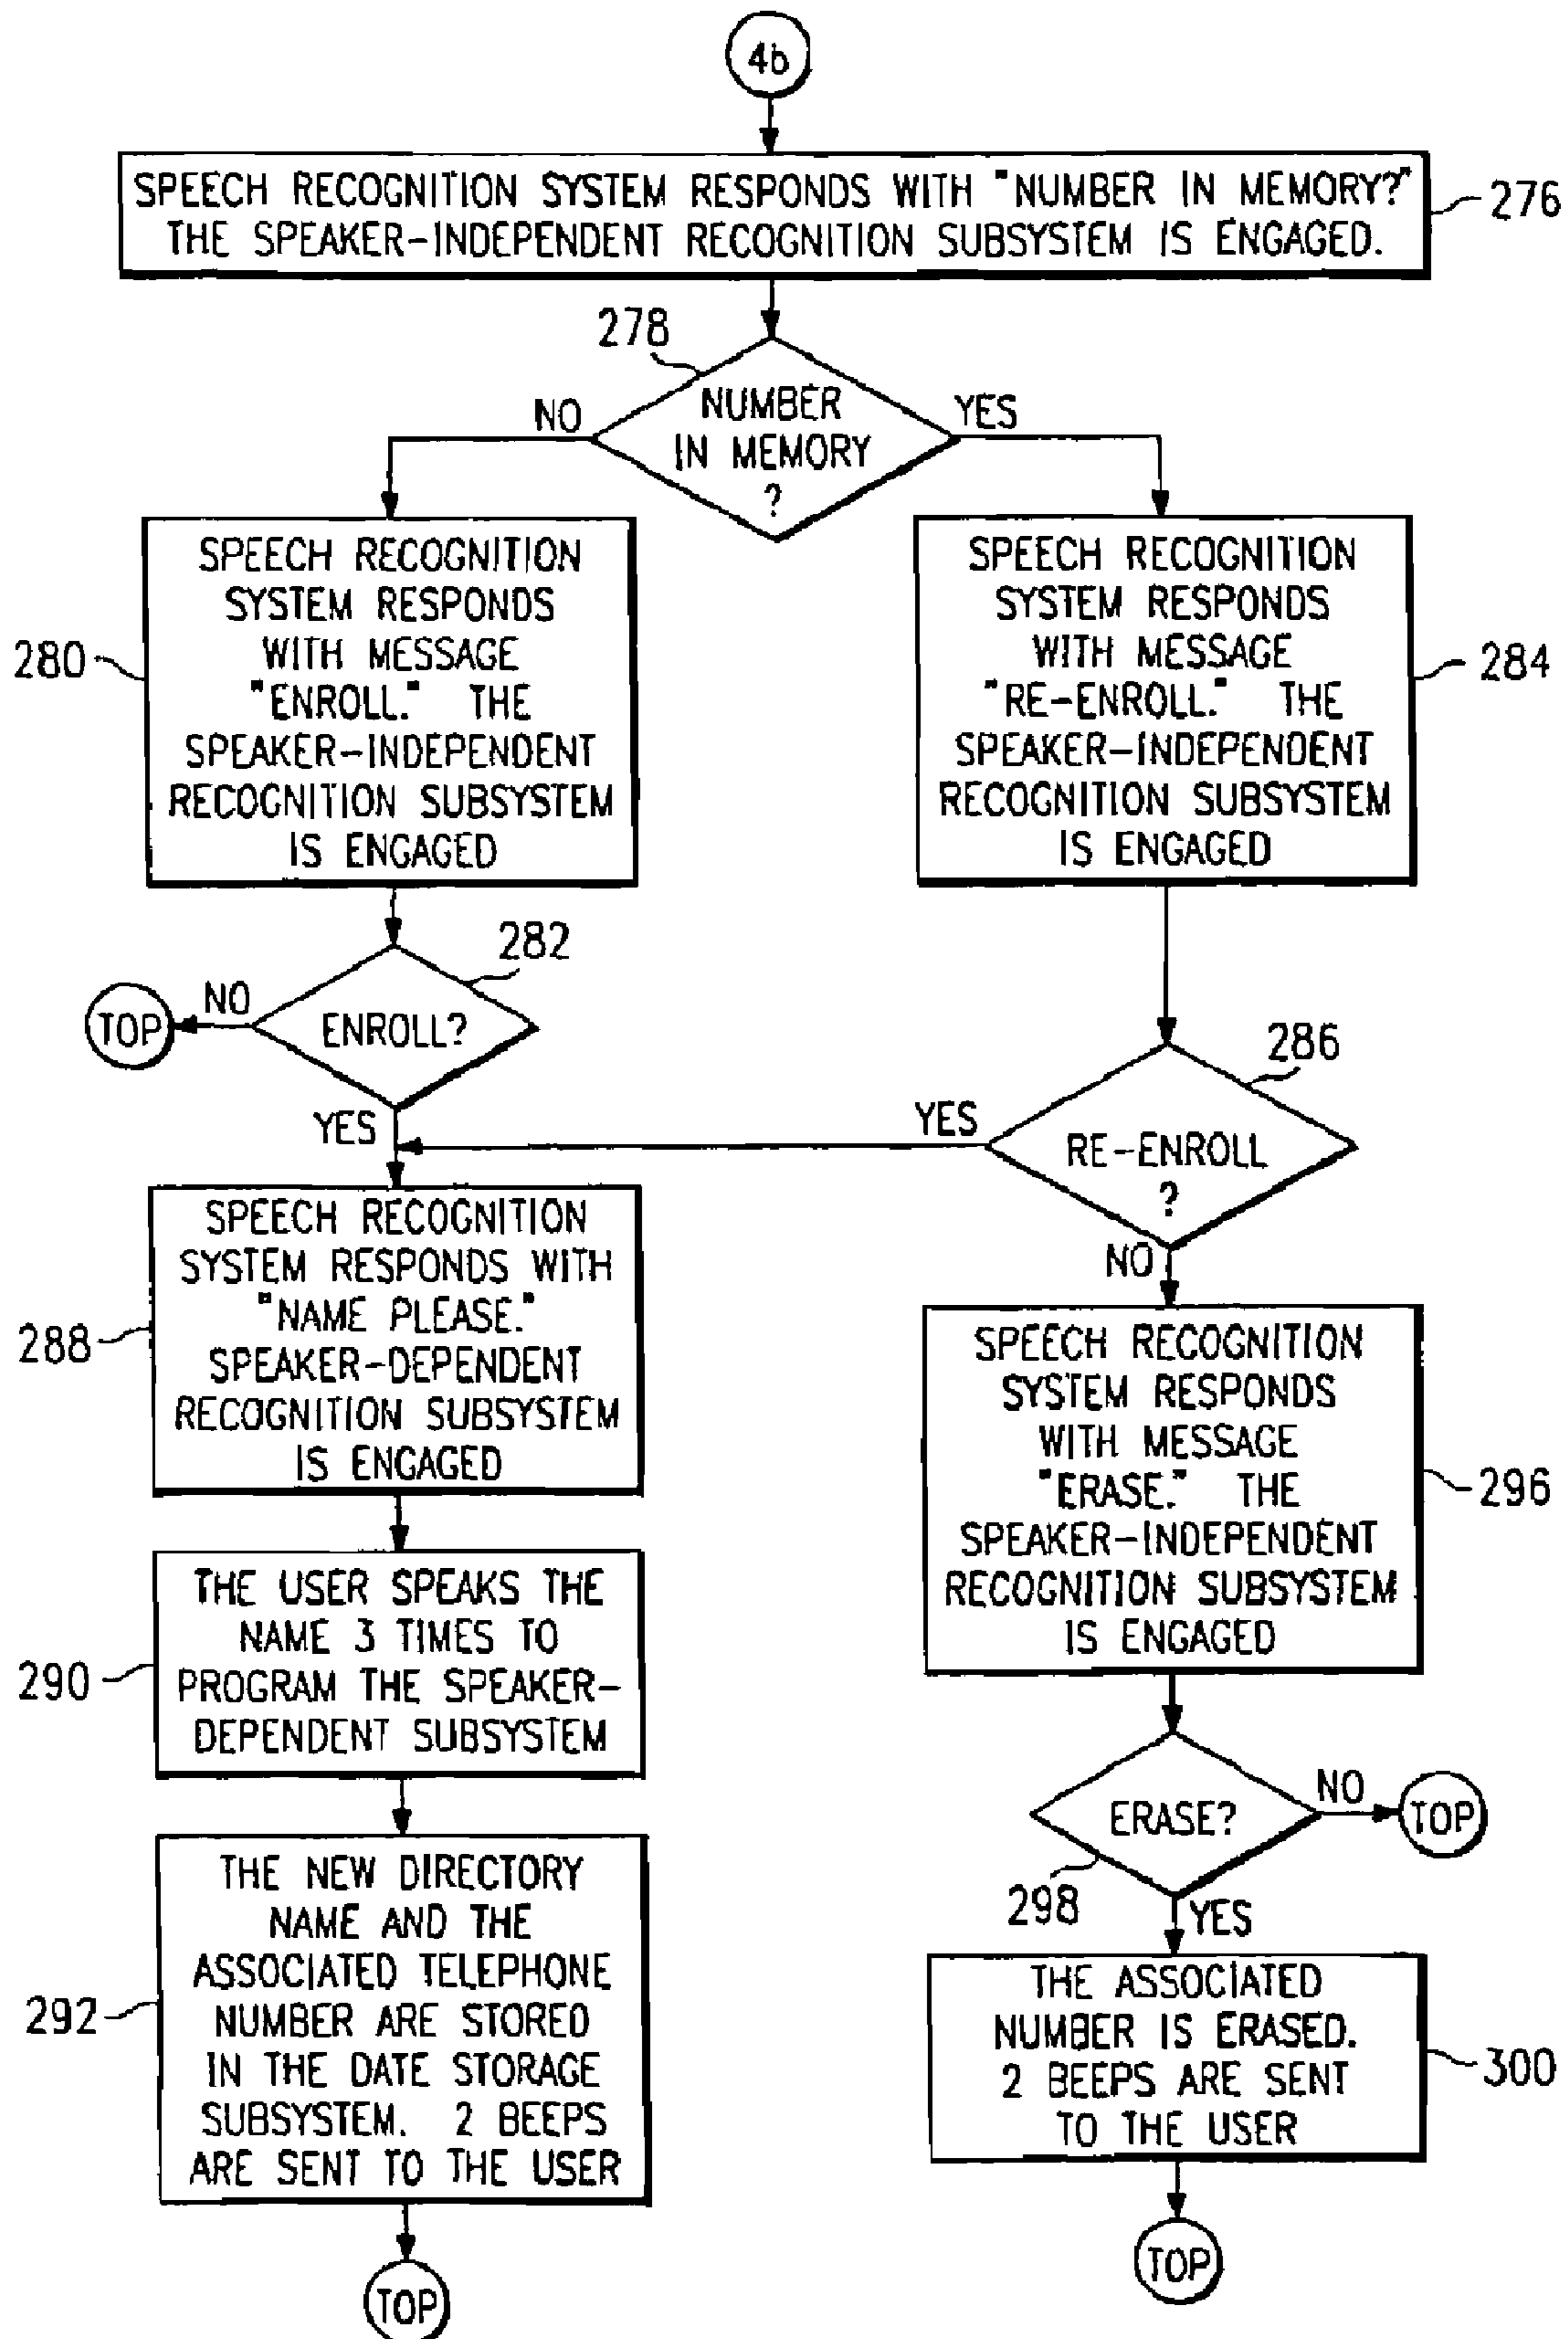 4b
SPEECH RECOGNITION SYSTEM RESPONDS WITH "NUMBER IN MEMORY?"
THE SPEAKER-INDEPENDENT RECOGNITION SUBSYSTEM IS ENGAGED.
276
278
NUMBER
IN MEMORY
?
NO
YES
SPEECH RECOGNITION
SYSTEM RESPONDS
WITH MESSAGE
"ENROLL." THE
SPEAKER-INDEPENDENT
RECOGNITION SUBSYSTEM
IS ENGAGED
280
SPEECH RECOGNITION
SYSTEM RESPONDS
WITH MESSAGE
"RE-ENROLL." THE
SPEAKER-INDEPENDENT
RECOGNITION SUBSYSTEM
IS ENGAGED
284
282
ENROLL?
NO
TOP
YES
286
RE-ENROLL
?
YES
NO
SPEECH RECOGNITION
SYSTEM RESPONDS WITH
"NAME PLEASE."
SPEAKER-DEPENDENT
RECOGNITION SUBSYSTEM
IS ENGAGED
288
SPEECH RECOGNITION
SYSTEM RESPONDS
WITH MESSAGE
"ERASE." THE
SPEAKER-INDEPENDENT
RECOGNITION SUBSYSTEM
IS ENGAGED
296
THE USER SPEAKS THE
NAME 3 TIMES TO
PROGRAM THE SPEAKER-
DEPENDENT SUBSYSTEM
290
ERASE?
298
NO
TOP
YES
THE NEW DIRECTORY
NAME AND THE
ASSOCIATED TELEPHONE
NUMBER ARE STORED
IN THE DATE STORAGE
SUBSYSTEM. 2 BEEPS
ARE SENT TO THE USER
292
TOP
THE ASSOCIATED
NUMBER IS ERASED.
2 BEEPS ARE SENT
TO THE USER
300
TOP